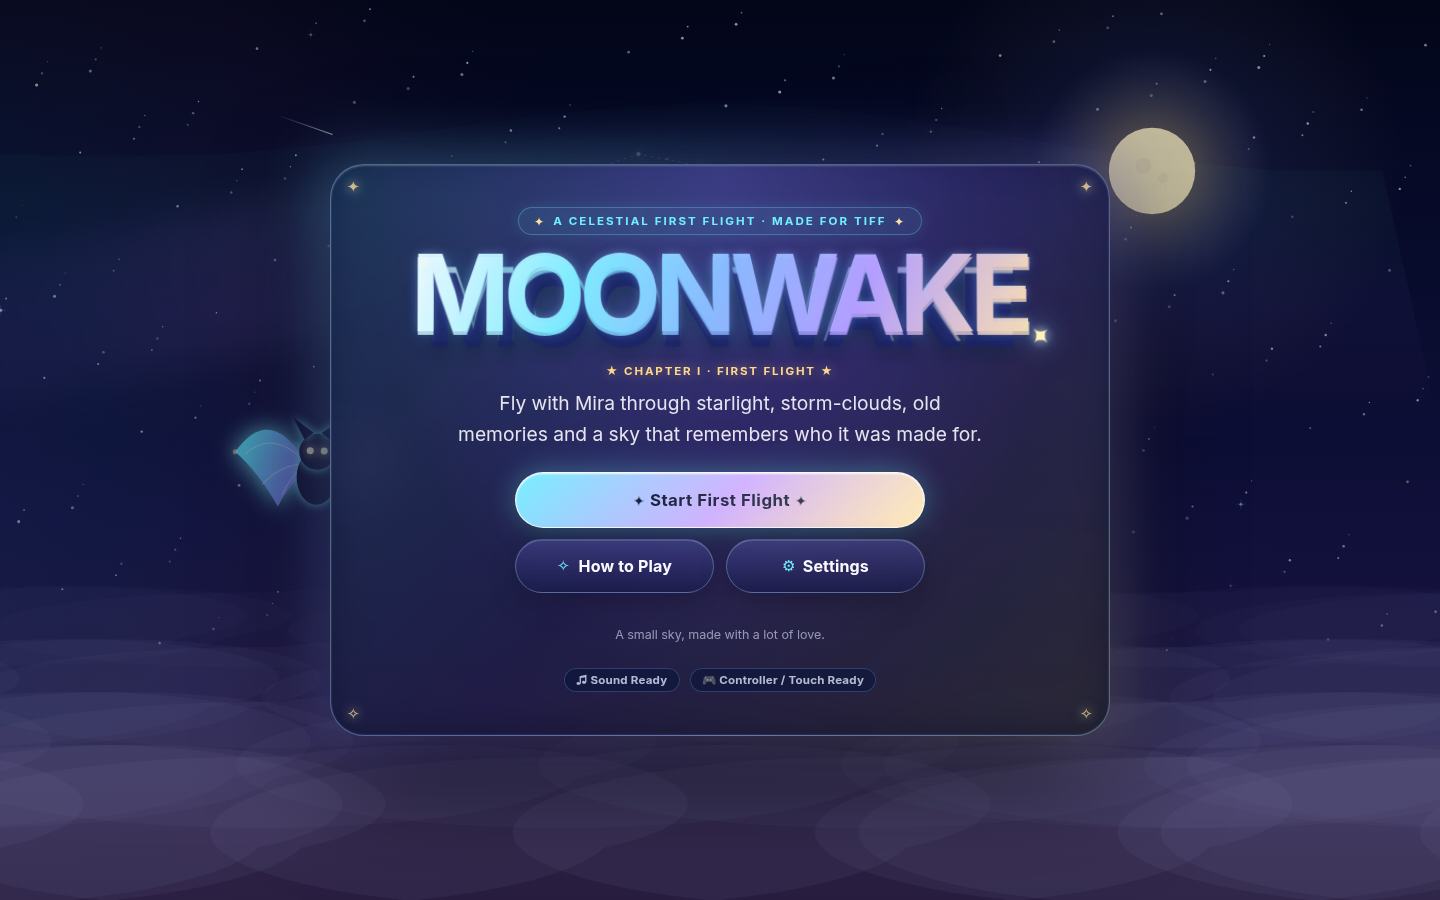 ✦ A CELESTIAL FIRST FLIGHT · MADE FOR TIFF ✦
MOONWAKE
★ CHAPTER I · FIRST FLIGHT ★
Fly with Mira through starlight, storm-clouds, old
memories and a sky that remembers who it was made for.
✦ Start First Flight ✦
✧ How to Play
⚙ Settings
A small sky, made with a lot of love.
🎵 Sound Ready
🎮 Controller / Touch Ready